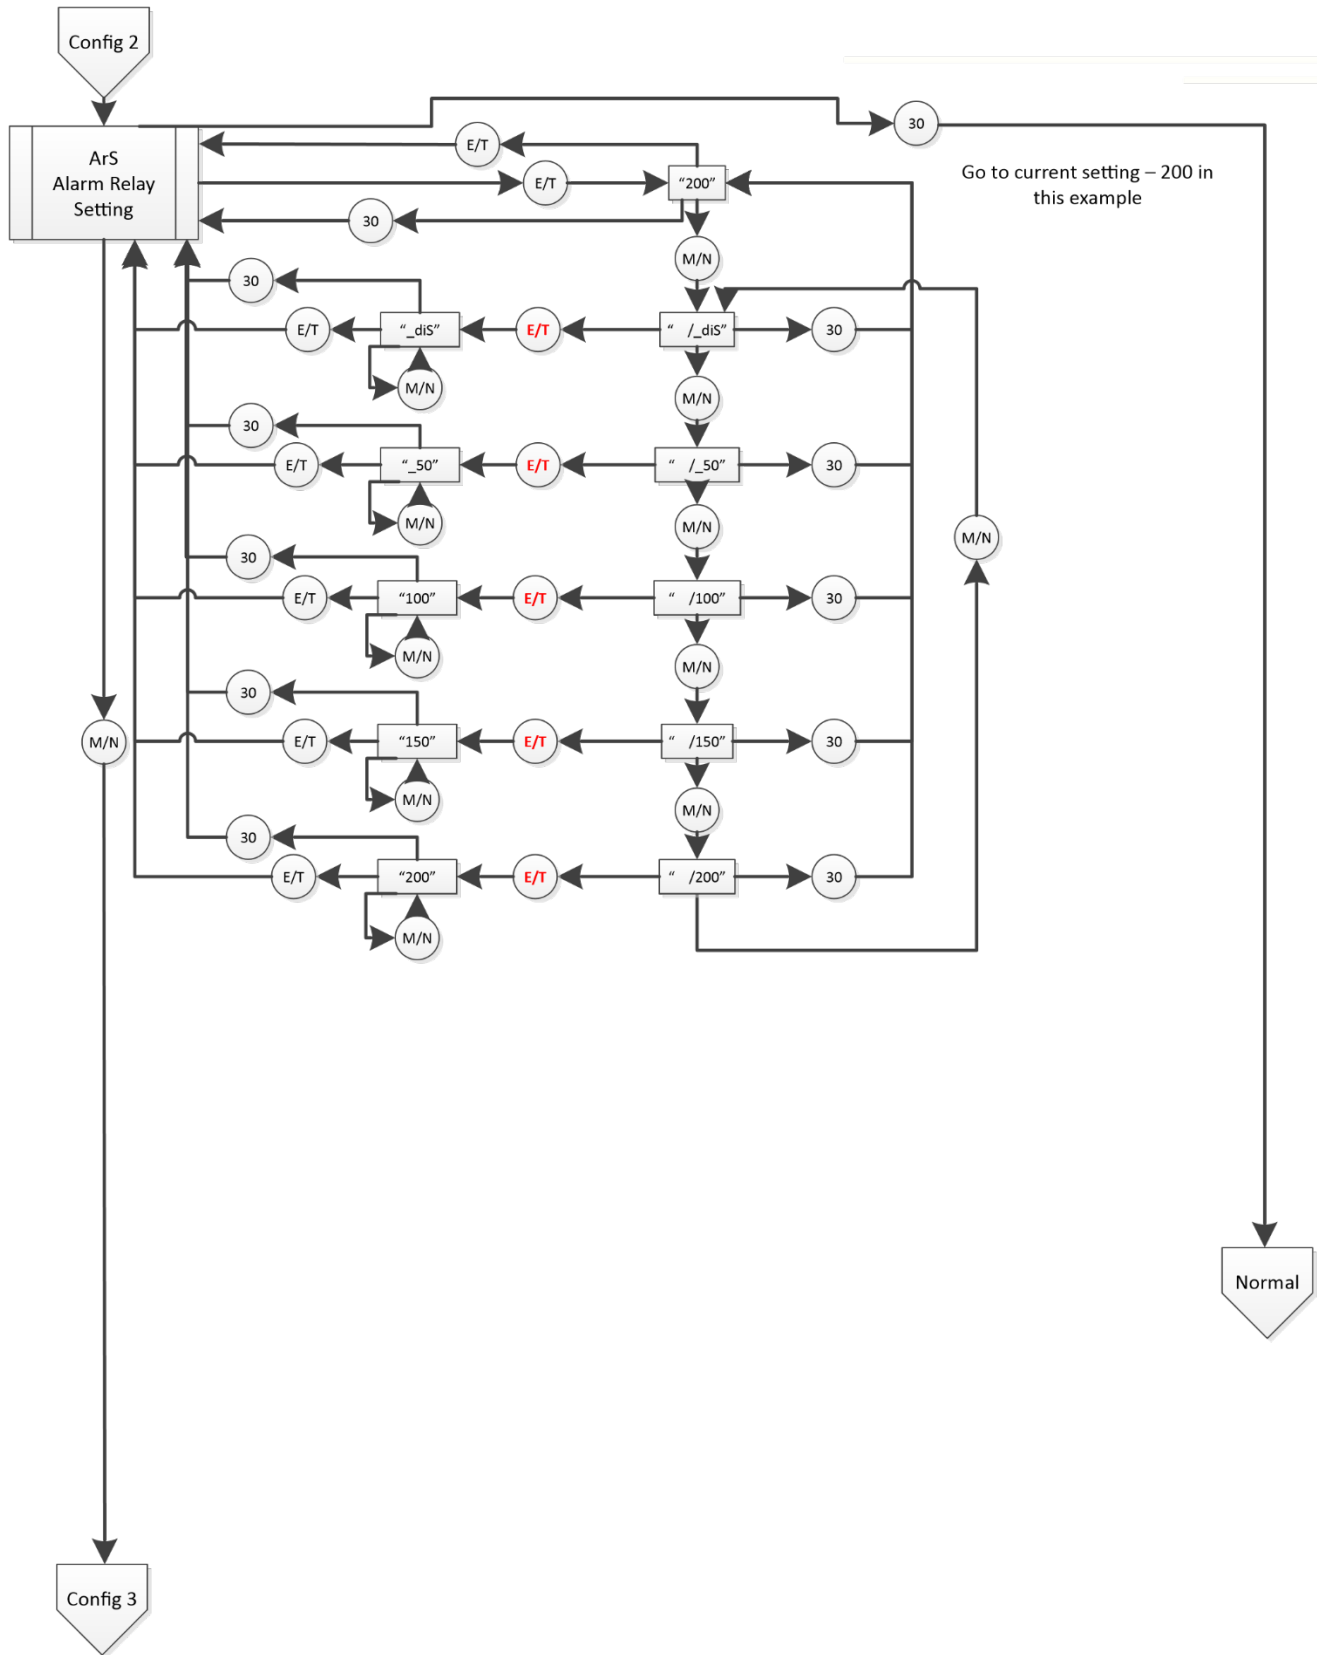 Config 2
30
E/T
ArS
Alarm Relay
Setting
E/T
“200”
Go to current setting – 200 in
this example
30
M/N
30
E/T
“_diS”
E/T
“ /_diS”
30
M/N
M/N
30
E/T
“_50”
E/T
“ /_50”
30
M/N
M/N
M/N
30
E/T
“100”
E/T
“ /100”
30
M/N
M/N
30
M/N
E/T
“150”
E/T
“ /150”
30
M/N
M/N
30
E/T
“200”
E/T
“ /200”
30
M/N
Normal
Config 3